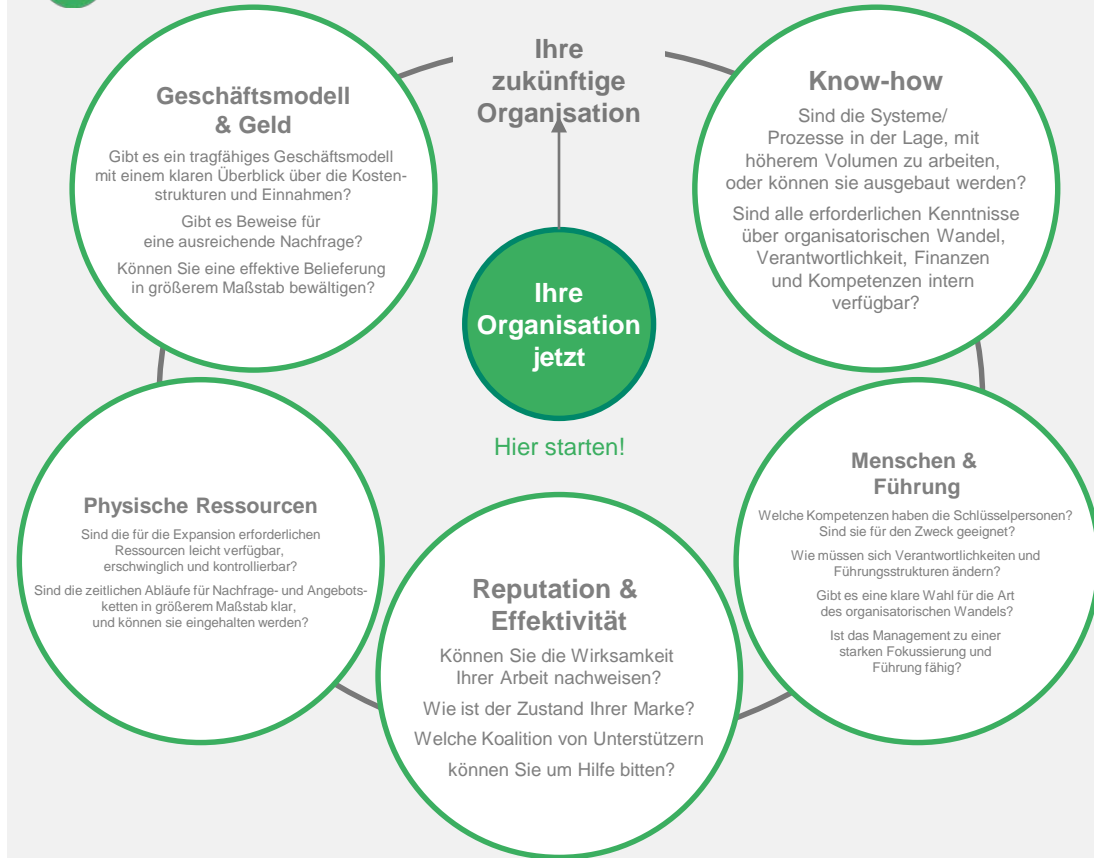 Ihre
zukünftige
Organisation
Geschäftsmodell
& Geld
Gibt es ein tragfähiges Geschäftsmodell
mit einem klaren Überblick über die Kosten-
strukturen und Einnahmen?
Gibt es Beweise für
eine ausreichende Nachfrage?
Können Sie eine effektive Belieferung
in größerem Maßstab bewältigen?
Know-how
Sind die Systeme/
Prozesse in der Lage, mit
höherem Volumen zu arbeiten,
oder können sie ausgebaut werden?
Sind alle erforderlichen Kenntnisse
über organisatorischen Wandel,
Verantwortlichkeit, Finanzen
und Kompetenzen intern
verfügbar?
Ihre
Organisation
jetzt
Hier starten!
Physische Ressourcen
Sind die für die Expansion erforderlichen
Ressourcen leicht verfügbar,
erschwinglich und kontrollierbar?
Sind die zeitlichen Abläufe für Nachfrage- und Angebots-
ketten in größerem Maßstab klar,
und können sie eingehalten werden?
Menschen &
Führung
Welche Kompetenzen haben die Schlüsselpersonen?
Sind sie für den Zweck geeignet?
Wie müssen sich Verantwortlichkeiten und
Führungsstrukturen ändern?
Gibt es eine klare Wahl für die Art
des organisatorischen Wandels?
Ist das Management zu einer
starken Fokussierung und
Führung fähig?
Reputation &
Effektivität
Können Sie die Wirksamkeit
Ihrer Arbeit nachweisen?
Wie ist der Zustand Ihrer Marke?
Welche Koalition von Unterstützern
können Sie um Hilfe bitten?